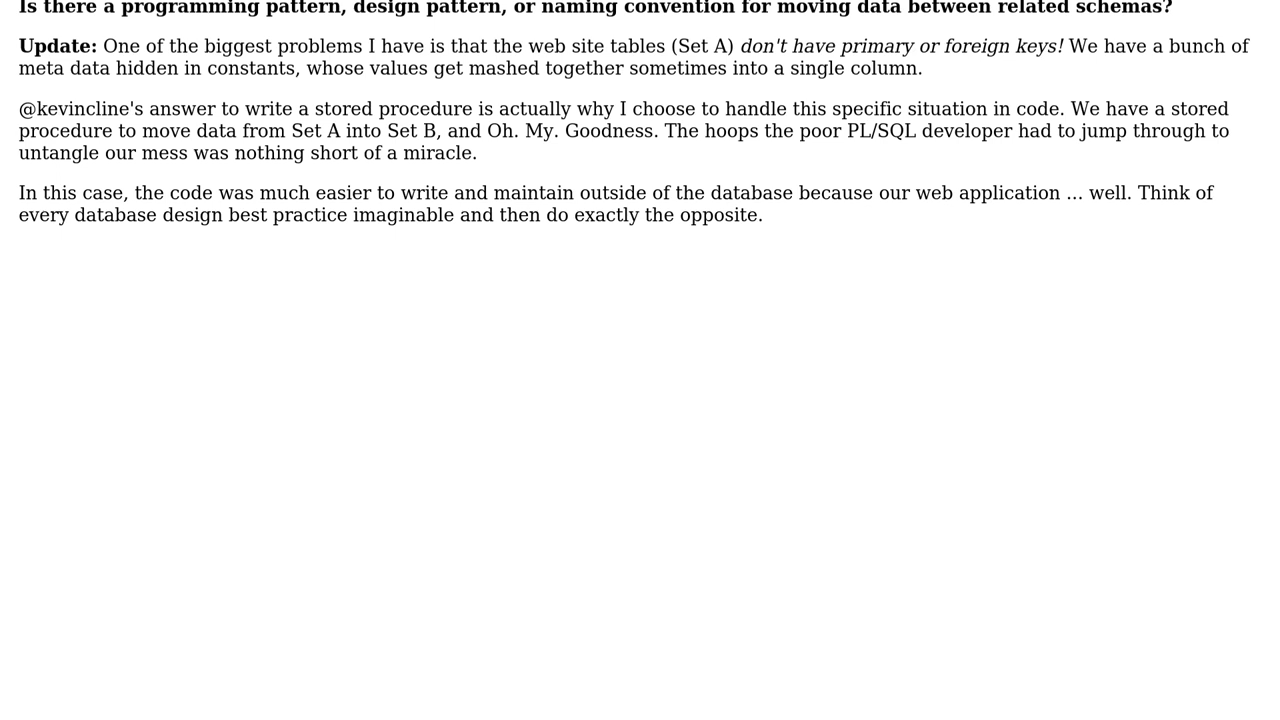 Is there a programming pattern, design pattern, or naming convention for moving data between related schemas?
Update: One of the biggest problems I have is that the web site tables (Set A) don't have primary or foreign keys! We have a bunch of
meta data hidden in constants, whose values get mashed together sometimes into a single column.
@kevincline's answer to write a stored procedure is actually why I choose to handle this specific situation in code. We have a stored
procedure to move data from Set A into Set B, and Oh. My. Goodness. The hoops the poor PL/SQL developer had to jump through to
untangle our mess was nothing short of a miracle.
In this case, the code was much easier to write and maintain outside of the database because our web application ... well. Think of
every database design best practice imaginable and then do exactly the opposite.